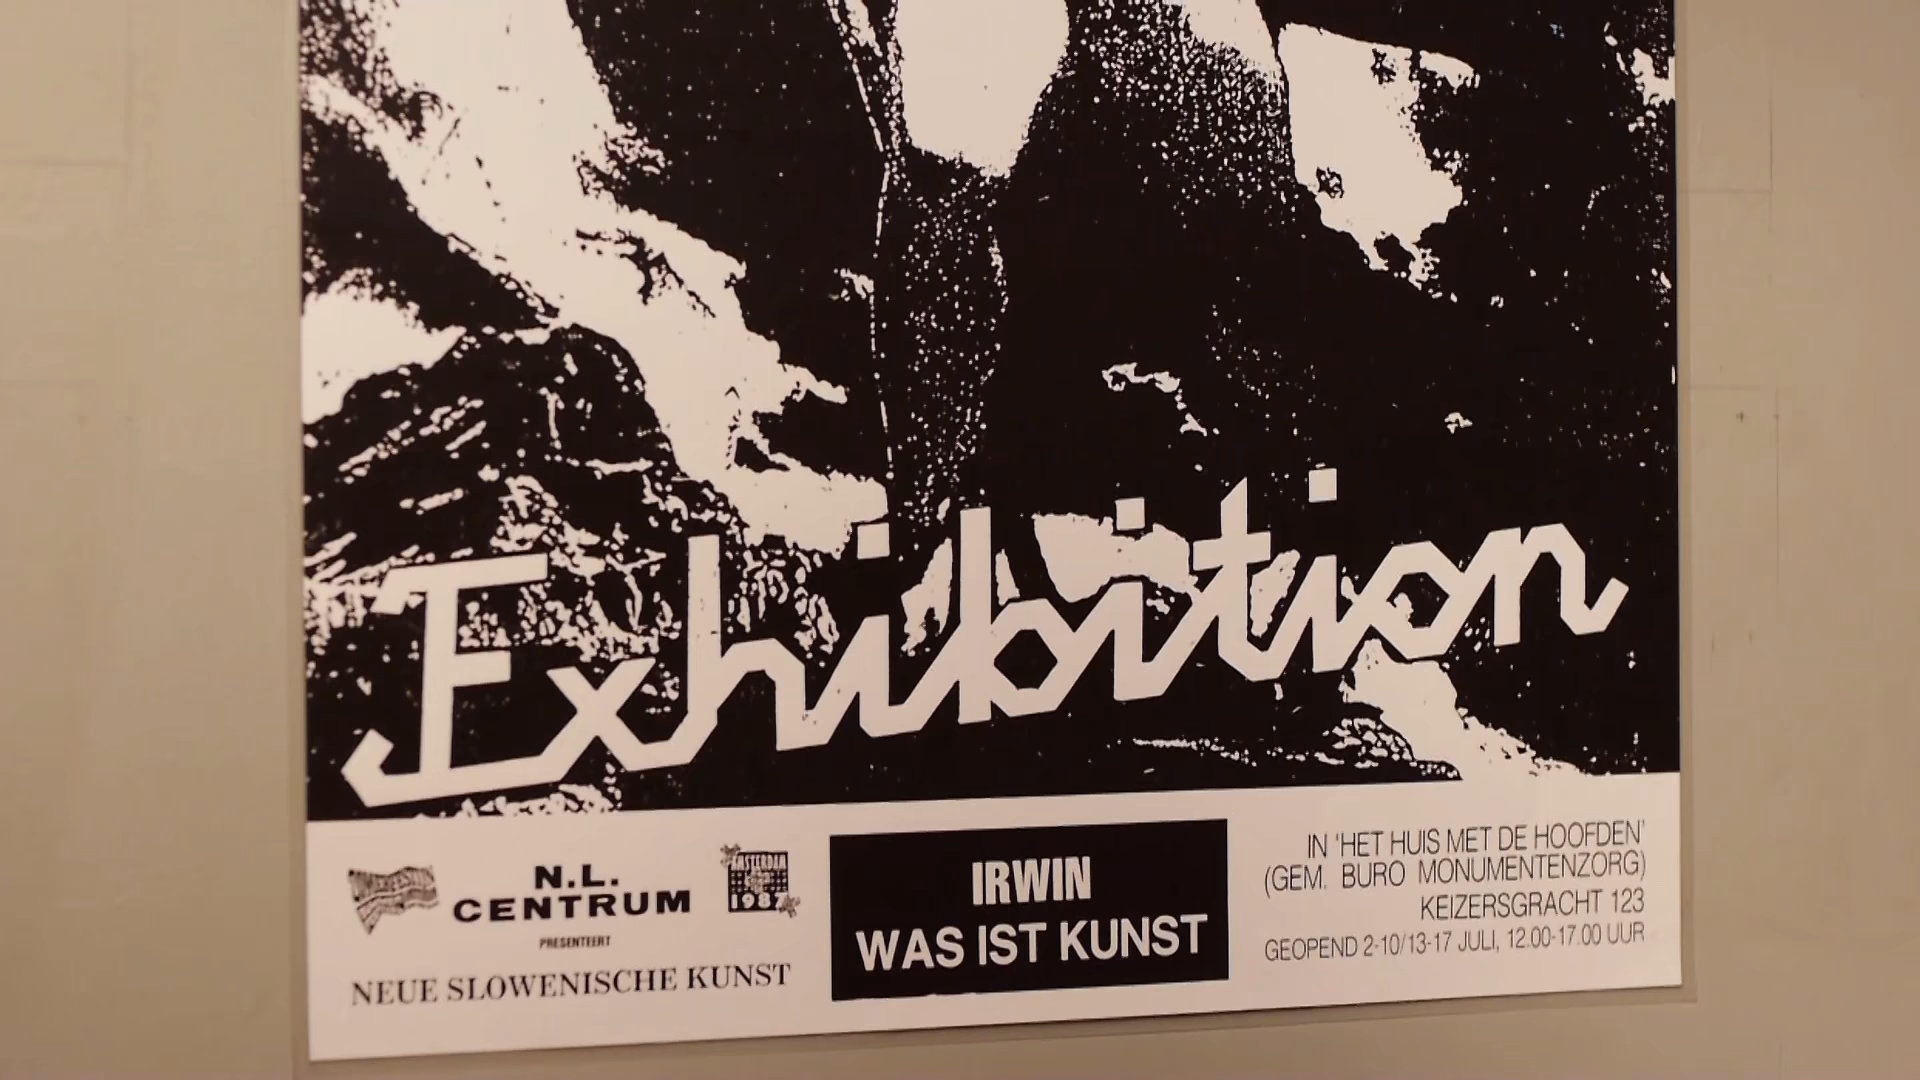 Exhibition
N.L.
CENTRUM
PRESENTEERT
NEUE SLOWENISCHE KUNST
AMSTERDAM
1987
IRWIN
WAS IST KUNST
IN 'HET HUIS MET DE HOOFDEN'
(GEM. BURO MONUMENTENZORG)
KEIZERSGRACHT 123
GEOPEND 2-10/13-17 JULI, 12.00-17.00 UUR